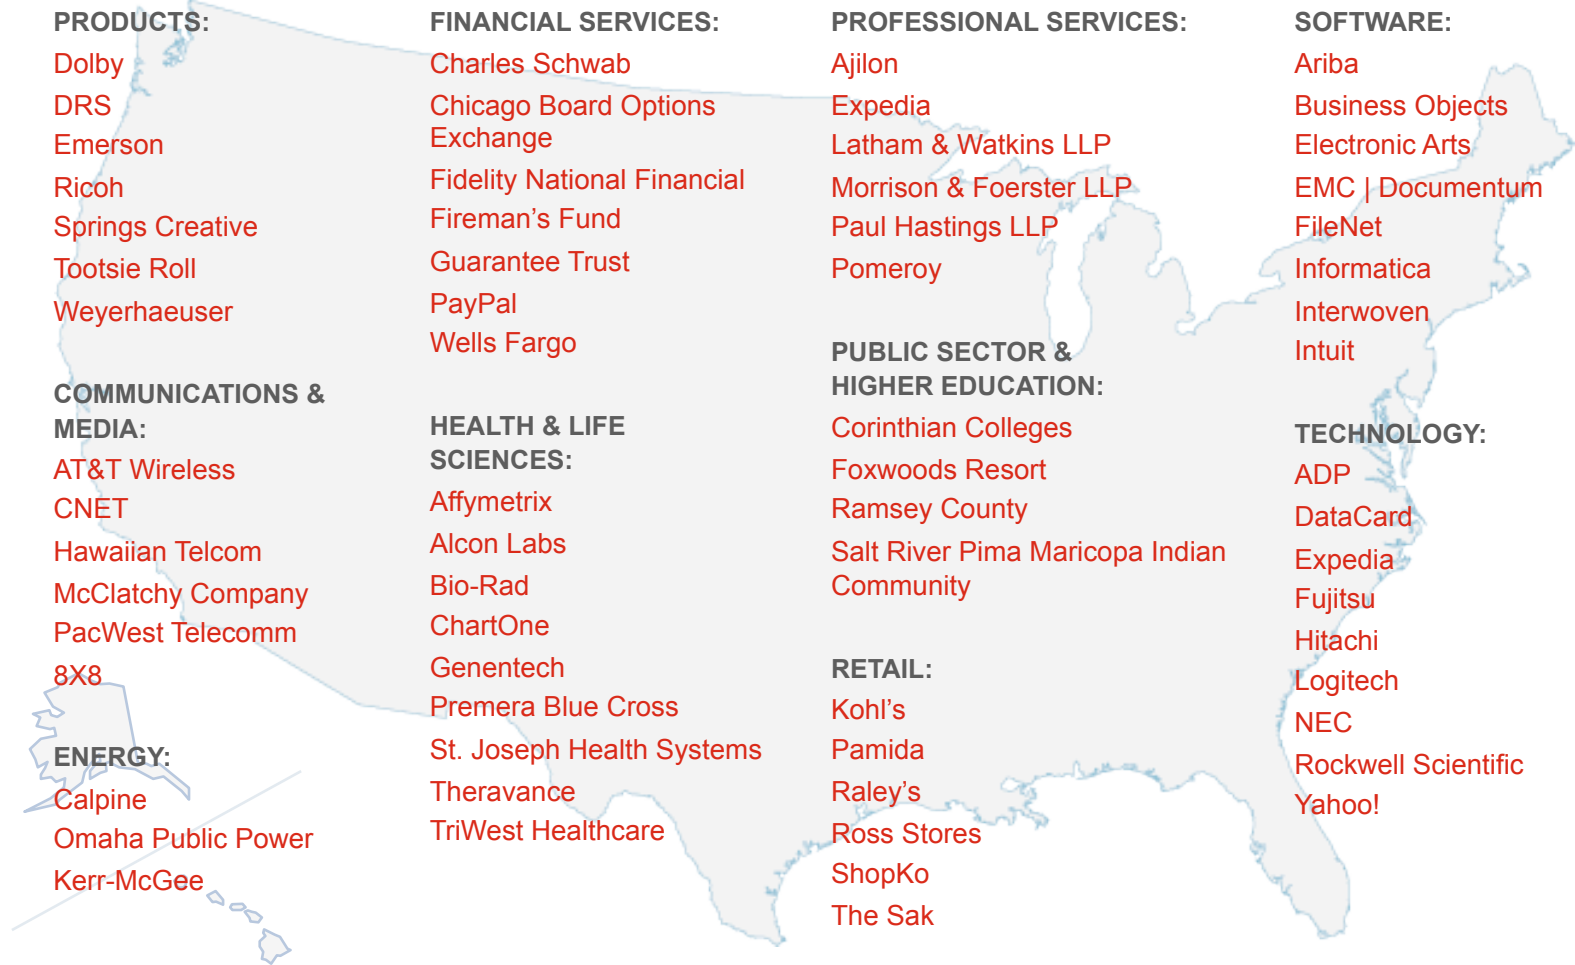 PRODUCTS:
Dolby
DRS
Emerson
Ricoh
Springs Creative
Tootsie Roll
Weyerhaeuser
COMMUNICATIONS &
MEDIA:
AT&T Wireless
CNET
Hawaiian Telcom
McClatchy Company
PacWest Telecomm
8X8
ENERGY:
Calpine
Omaha Public Power
Kerr-McGee
FINANCIAL SERVICES:
Charles Schwab
Chicago Board Options
Exchange
Fidelity National Financial
Fireman’s Fund
Guarantee Trust
PayPal
Wells Fargo
HEALTH & LIFE
SCIENCES:
Affymetrix
Alcon Labs
Bio-Rad
ChartOne
Genentech
Premera Blue Cross
St. Joseph Health Systems
Theravance
TriWest Healthcare
PROFESSIONAL SERVICES:
Ajilon
Expedia
Latham & Watkins LLP
Morrison & Foerster LLP
Paul Hastings LLP
Pomeroy
PUBLIC SECTOR &
HIGHER EDUCATION:
Corinthian Colleges
Foxwoods Resort
Ramsey County
Salt River Pima Maricopa Indian
Community
RETAIL:
Kohl’s
Pamida
Raley’s
Ross Stores
ShopKo
The Sak
SOFTWARE:
Ariba
Business Objects
Electronic Arts
EMC | Documentum
FileNet
Informatica
Interwoven
Intuit
TECHNOLOGY:
ADP
DataCard
Expedia
Fujitsu
Hitachi
Logitech
NEC
Rockwell Scientific
Yahoo!